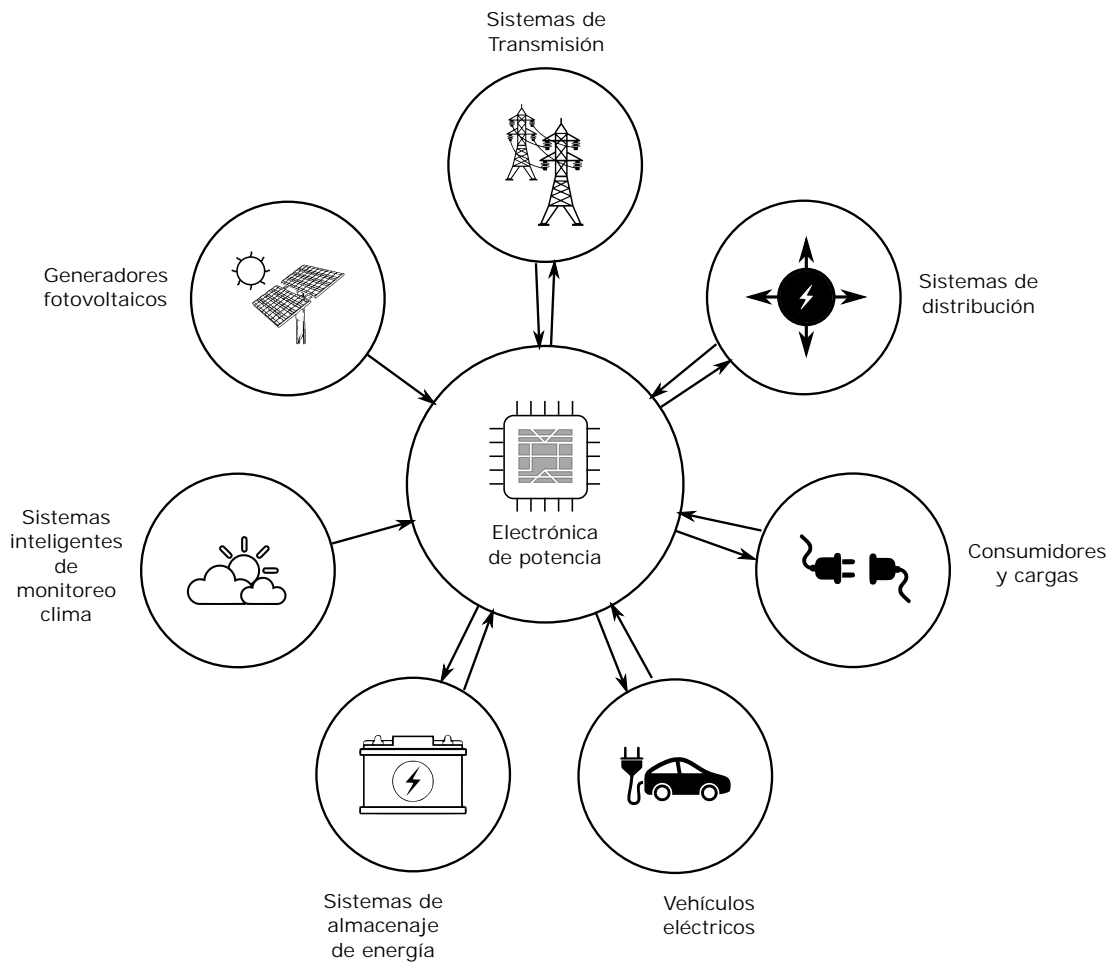 Sistemas de
Transmisión
Generadores
fotovoltaicos
Sistemas de
distribución
Electrónica
de potencia
Sistemas
inteligentes
de
monitoreo
clima
Consumidores
y cargas
Sistemas de
almacenaje
de energía
Vehículos
eléctricos